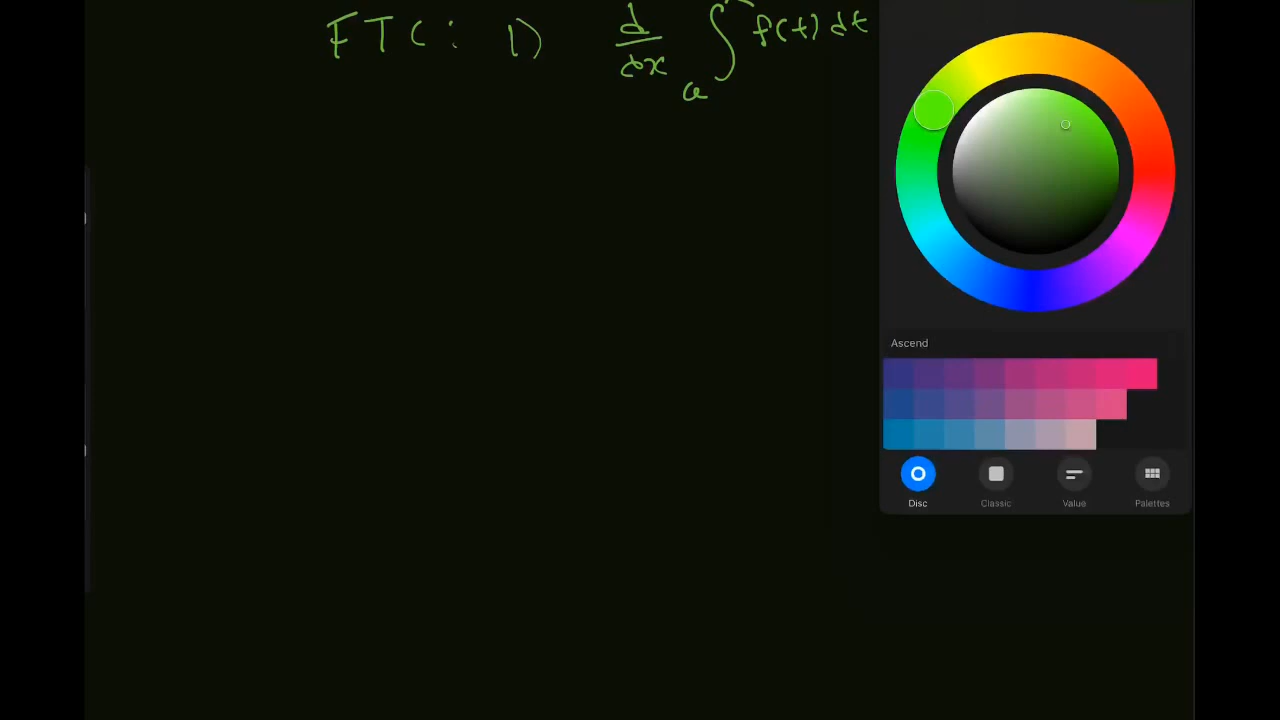 FTC: 1) d/dx ∫a f(t) dt
Ascend
Disc Classic Value Palettes